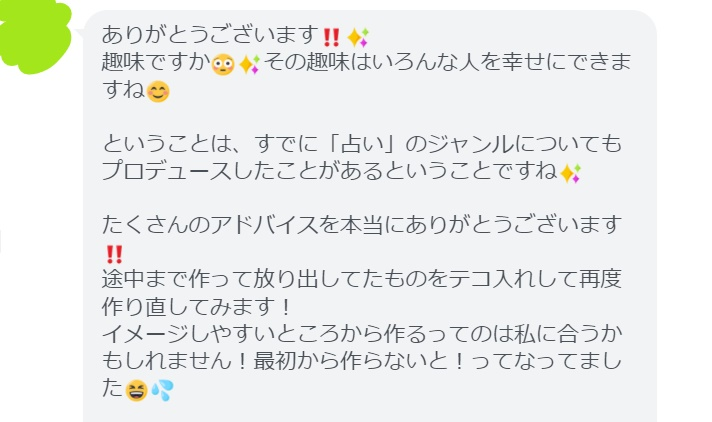 ありがとうございます‼️✨
趣味ですか😳✨その趣味はいろんな人を幸せにできま
すね😊
ということは、すでに「占い」のジャンルについても
プロデュースしたことがあるということですね✨
たくさんのアドバイスを本当にありがとうございます
‼️
途中まで作って放り出してたものをテコ入れして再度
作り直してみます！
イメージしやすいところから作るってのは私に合うか
もしれません！最初から作らないと！ってなってまし
た😆💦